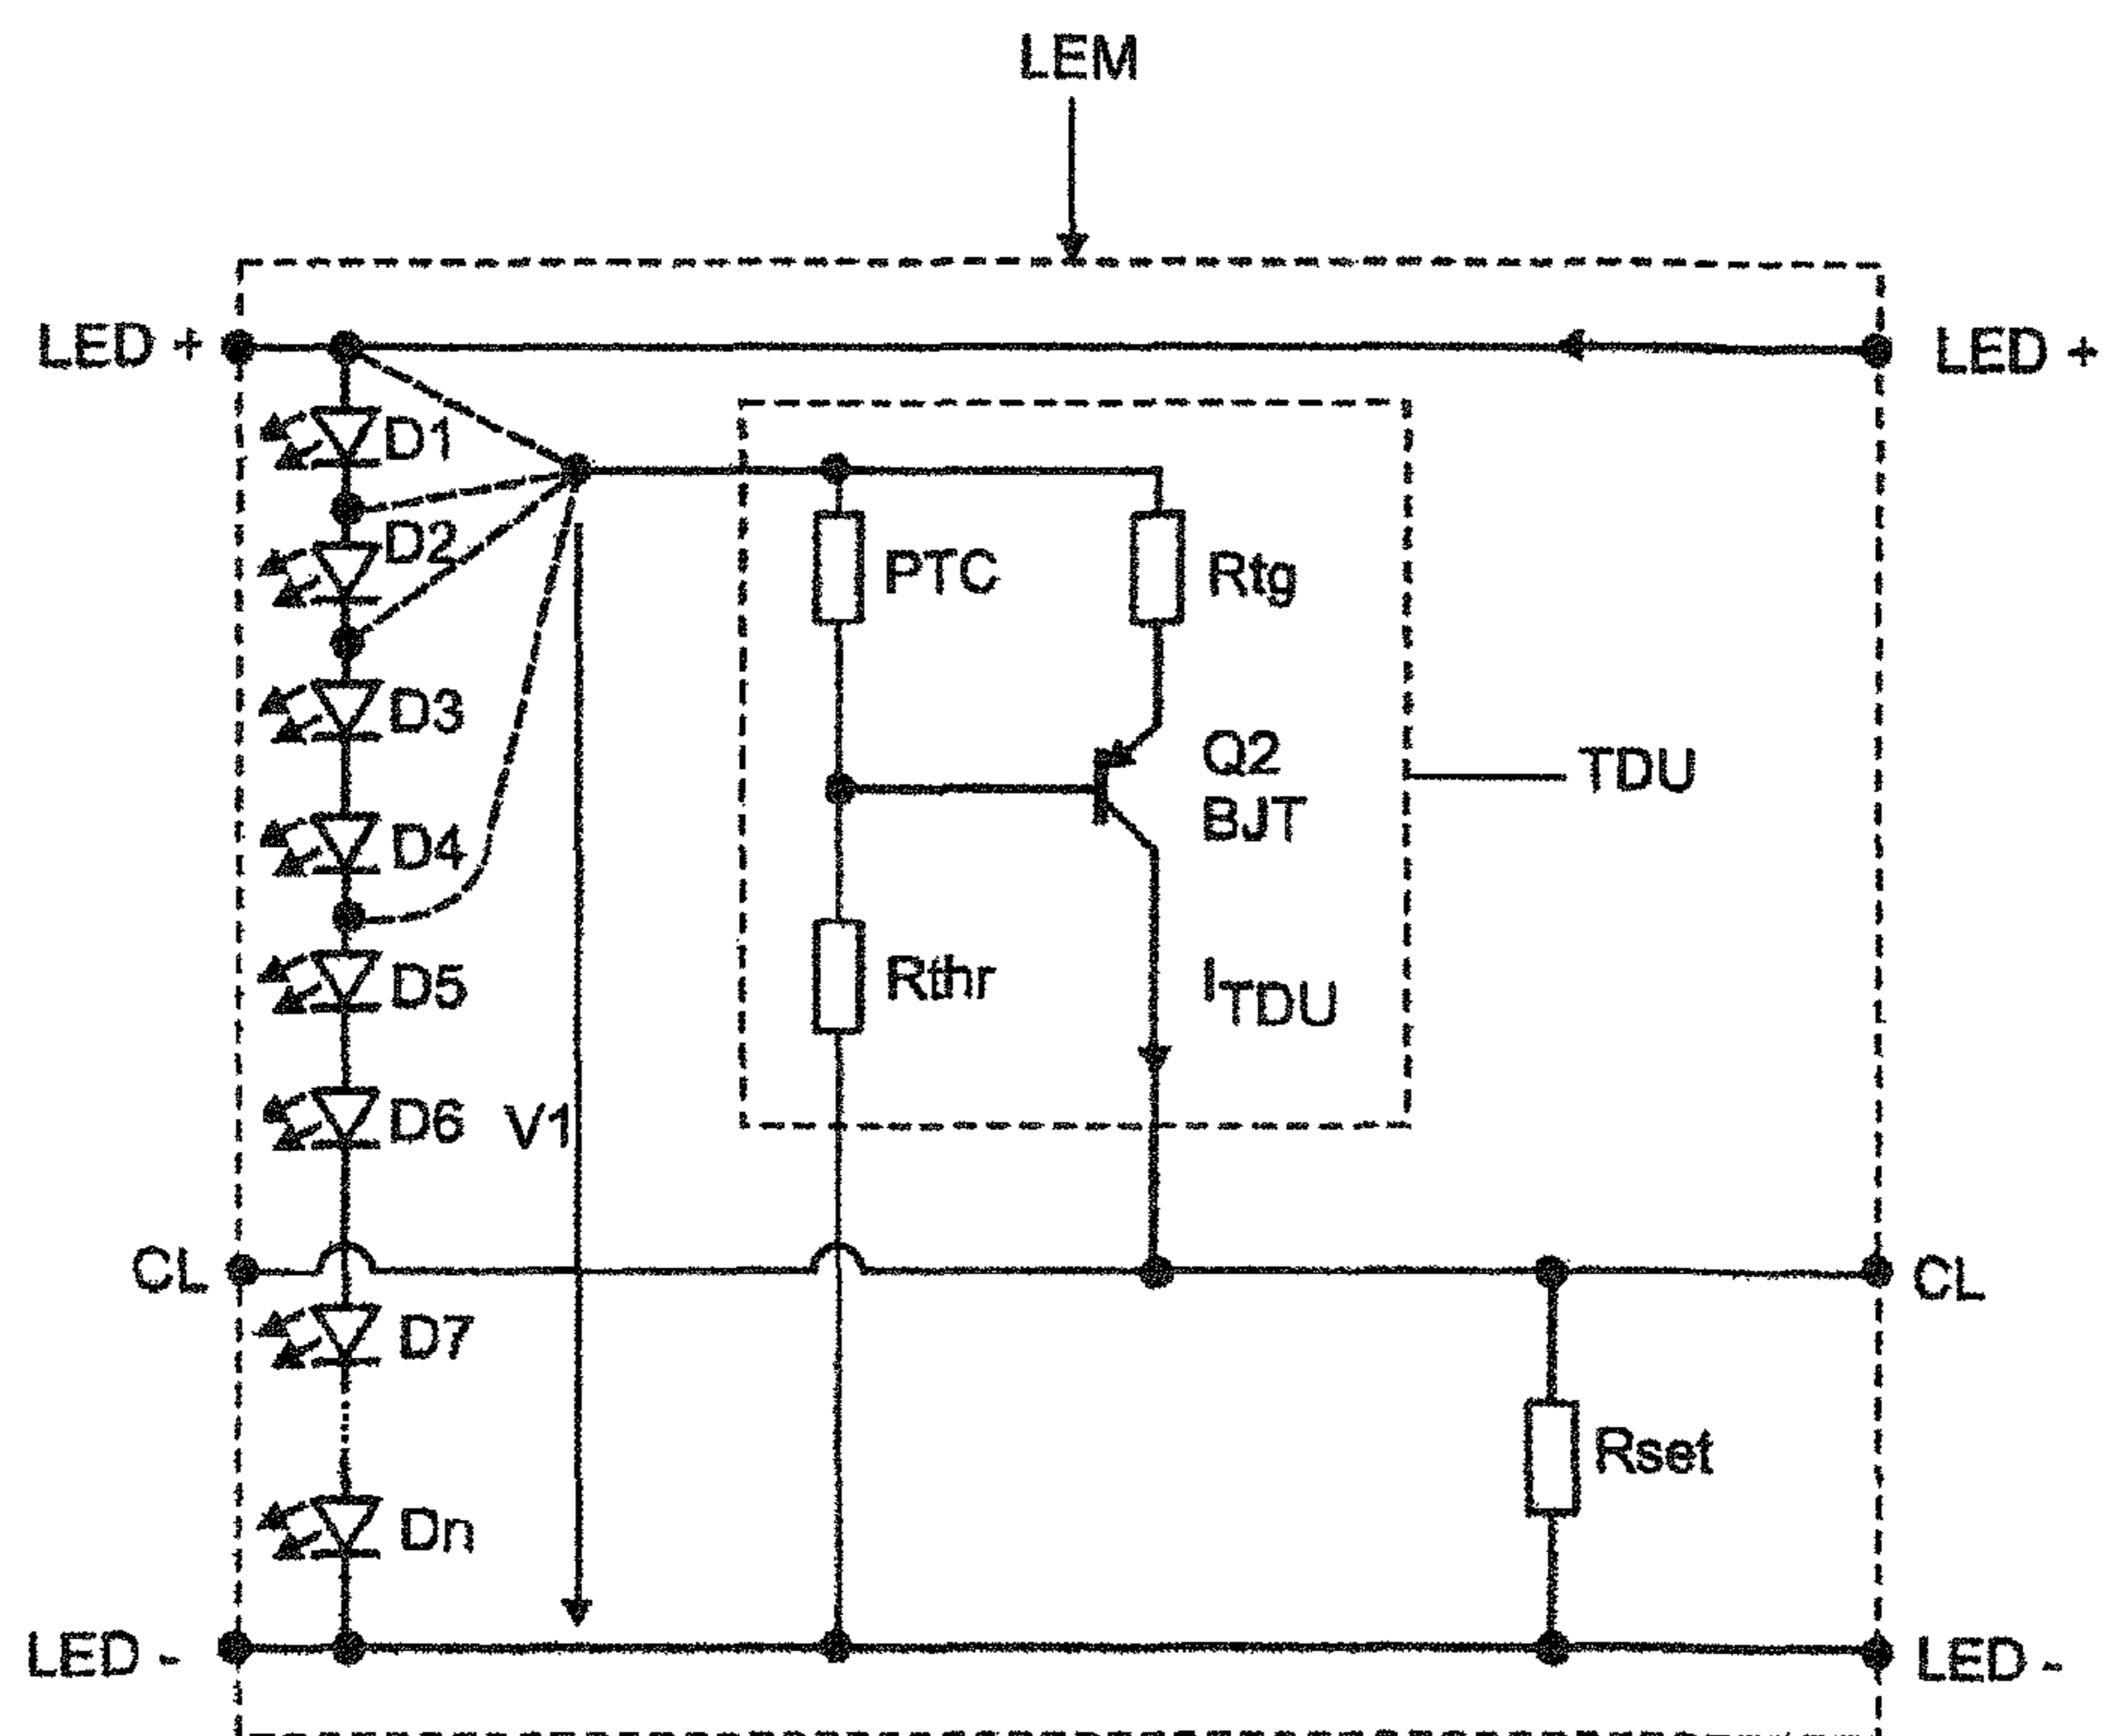 LEM
LED +
LED +
D1
D2
PTC
Rtg
D3
Q2
BJT
TDU
D4
D5
Rthr
ITDU
D6
V1
CL
CL
D7
Rset
Dn
LED -
LED -